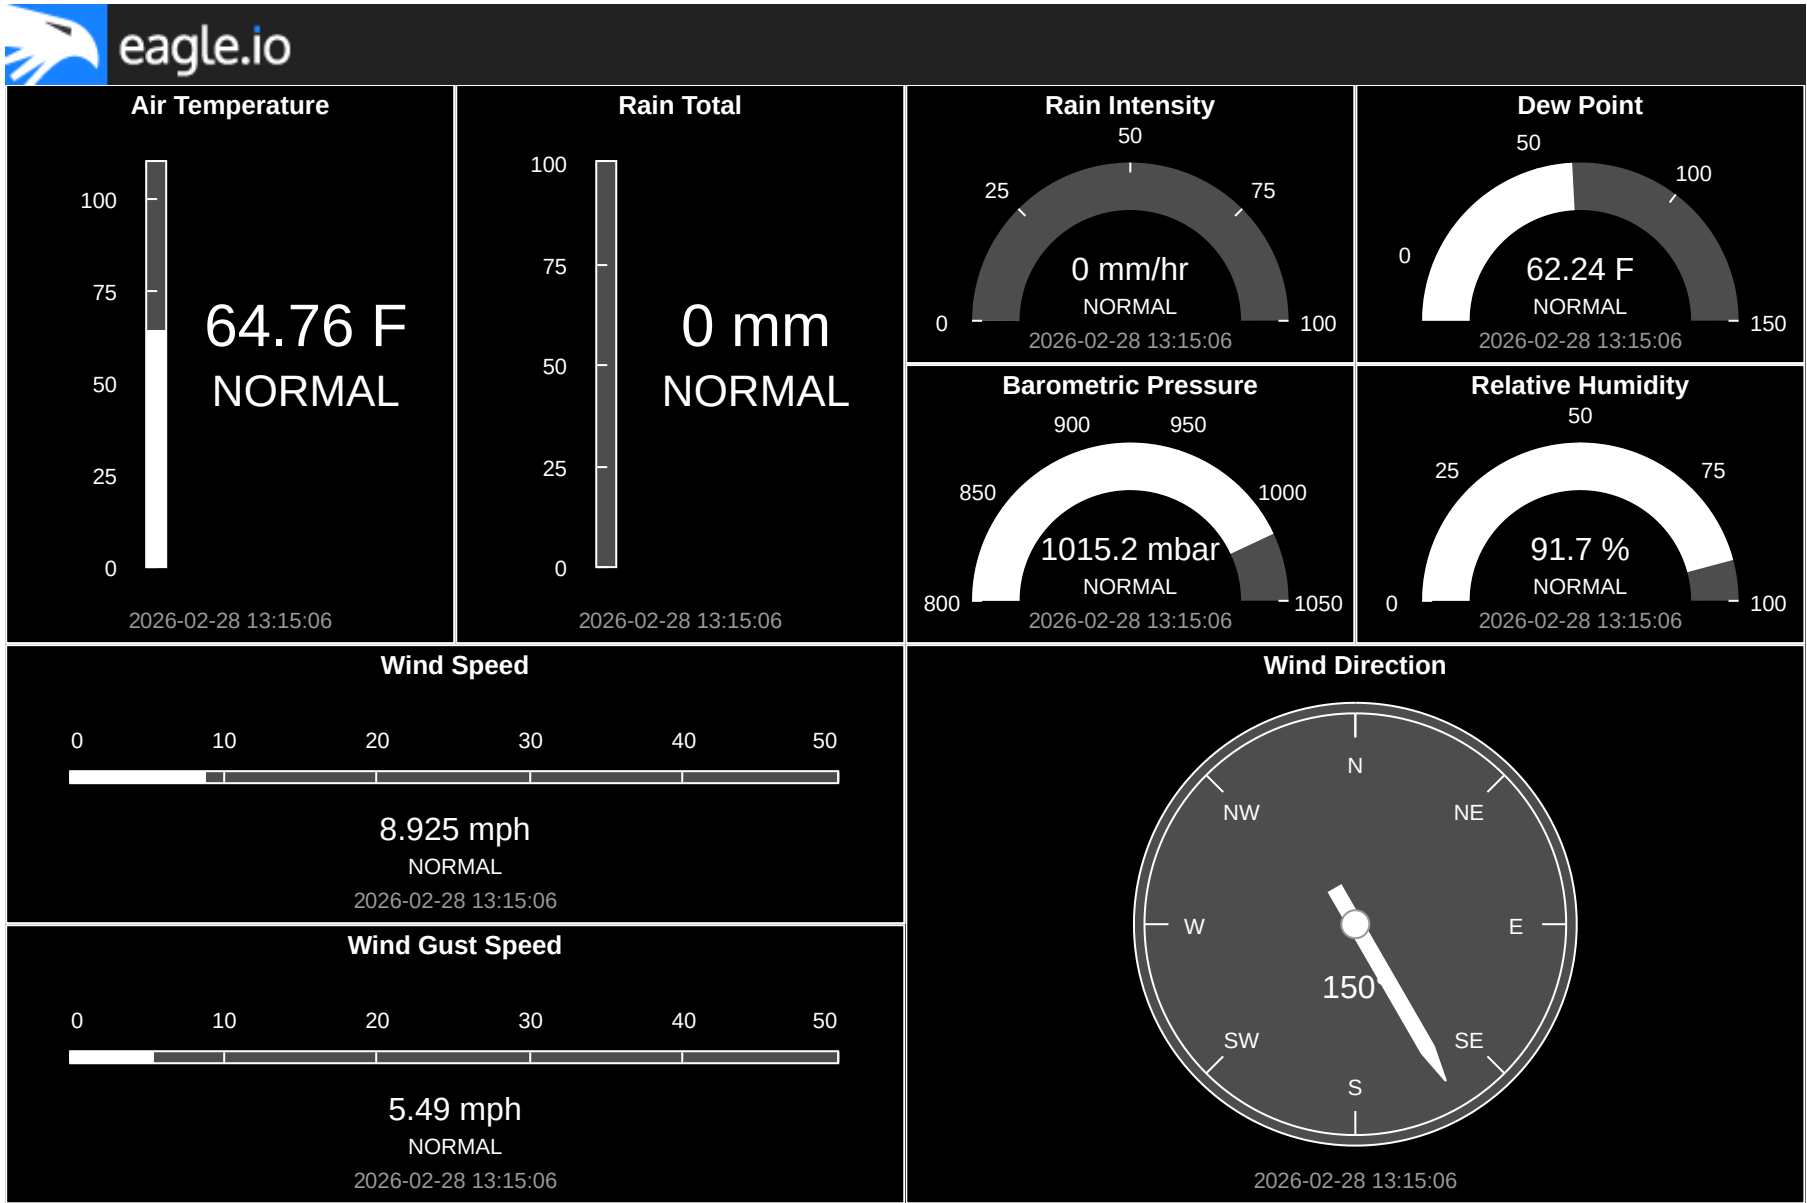 eagle.io
Air Temperature
100
75
50
25
0
64.76 F
NORMAL
2026-02-28 13:15:06
Rain Total
100
75
50
25
0
0 mm
NORMAL
2026-02-28 13:15:06
Rain Intensity
50
25
75
0
100
0 mm/hr
NORMAL
2026-02-28 13:15:06
Dew Point
50
100
0
150
62.24 F
NORMAL
2026-02-28 13:15:06
Barometric Pressure
900
950
850
1000
800
1050
1015.2 mbar
NORMAL
2026-02-28 13:15:06
Relative Humidity
50
25
75
0
100
91.7 %
NORMAL
2026-02-28 13:15:06
Wind Speed
0 10 20 30 40 50
8.925 mph
NORMAL
2026-02-28 13:15:06
Wind Gust Speed
0 10 20 30 40 50
5.49 mph
NORMAL
2026-02-28 13:15:06
Wind Direction
N
NW NE
W E
150°
SW SE
S
2026-02-28 13:15:06